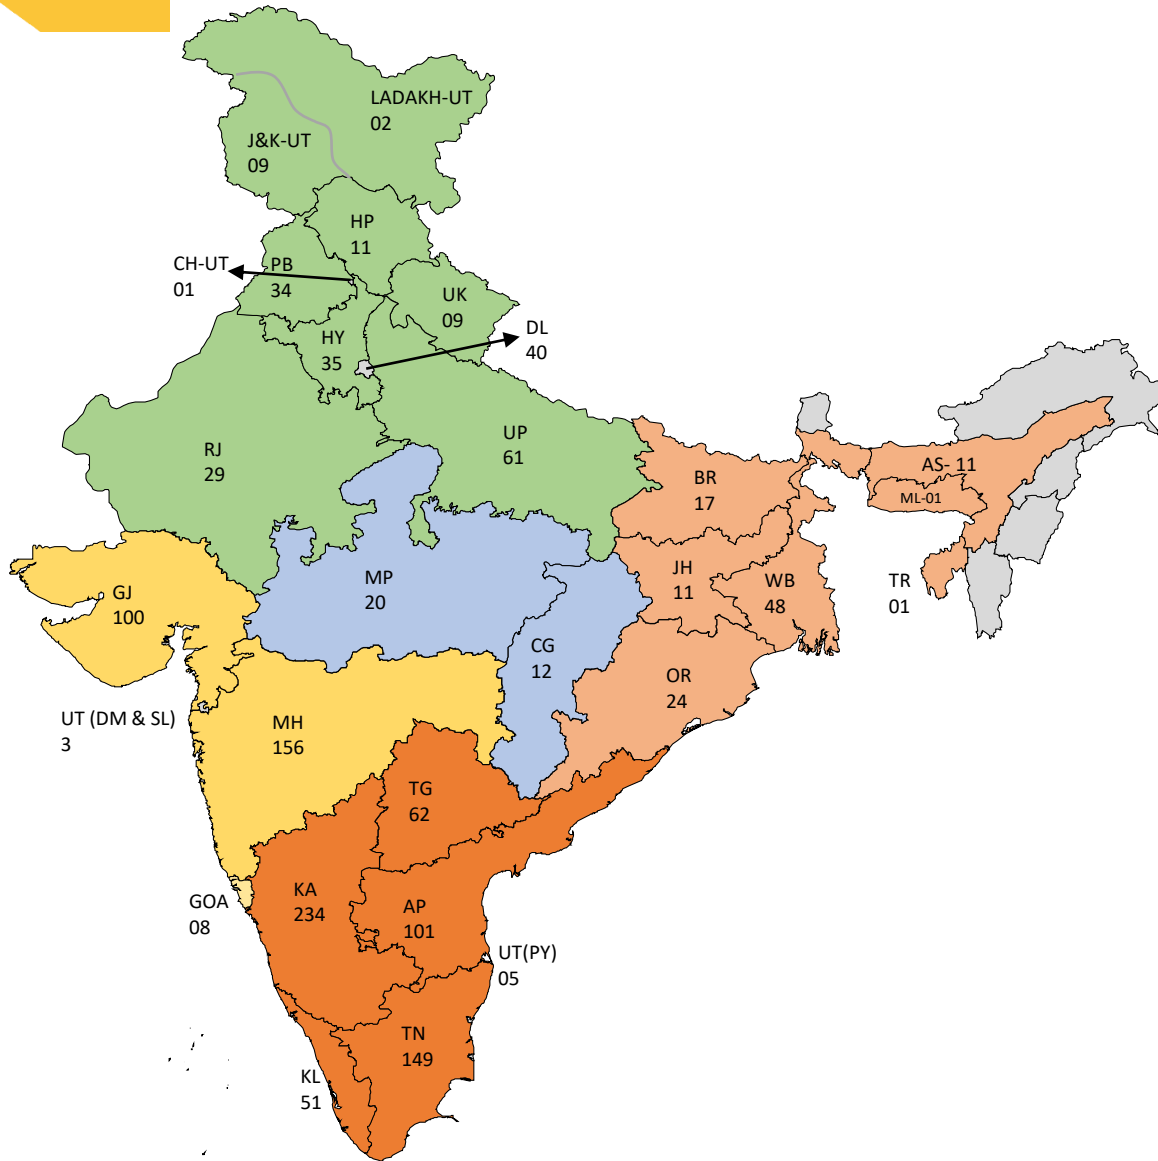 LADAKH-UT
02
J&K-UT
09
HP
11
CH-UT
01
PB
34
UK
09
HY
35
DL
40
RJ
29
UP
61
BR
17
AS- 11
ML-01
GJ
100
MP
20
JH
11
WB
48
TR
01
CG
12
OR
24
UT (DM & SL)
3
MH
156
TG
62
GOA
08
KA
234
AP
101
UT(PY)
05
TN
149
KL
51